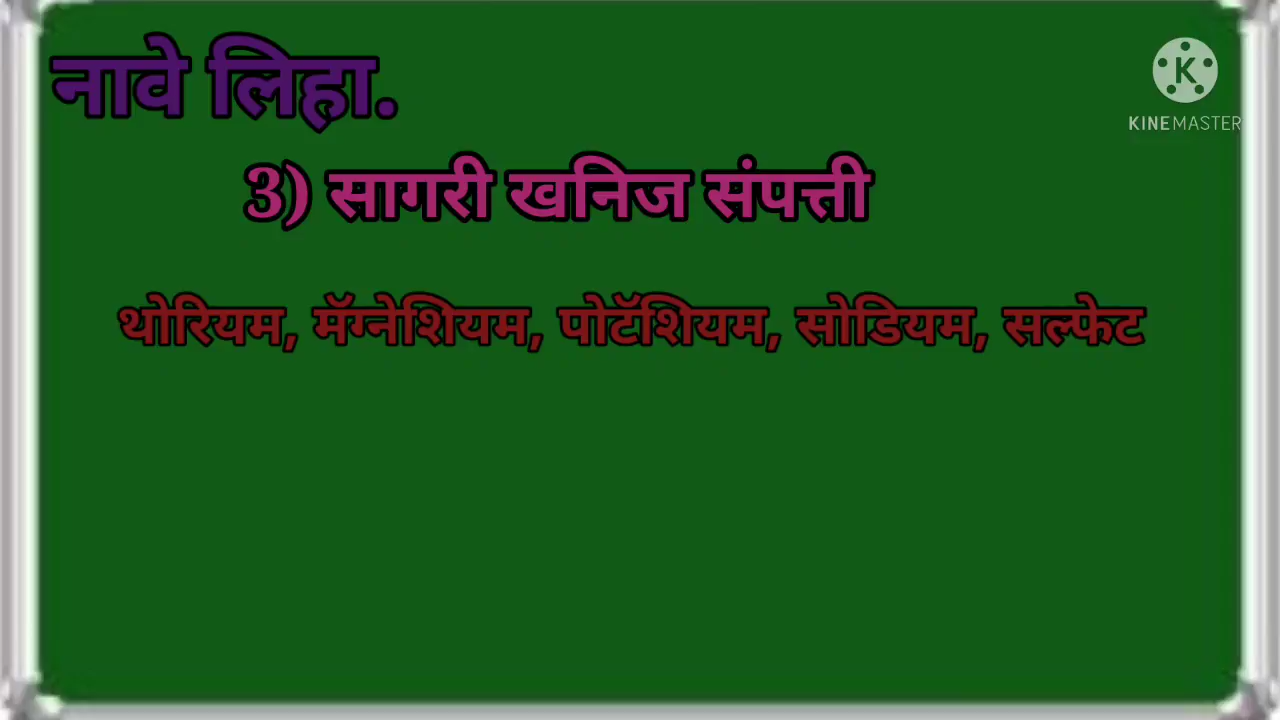 नावे लिहा.
KINEMASTER
3) सागरी खनिज संपत्ती
थोरियम, मॅग्नेशियम, पोटॅशियम, सोडियम, सल्फेट